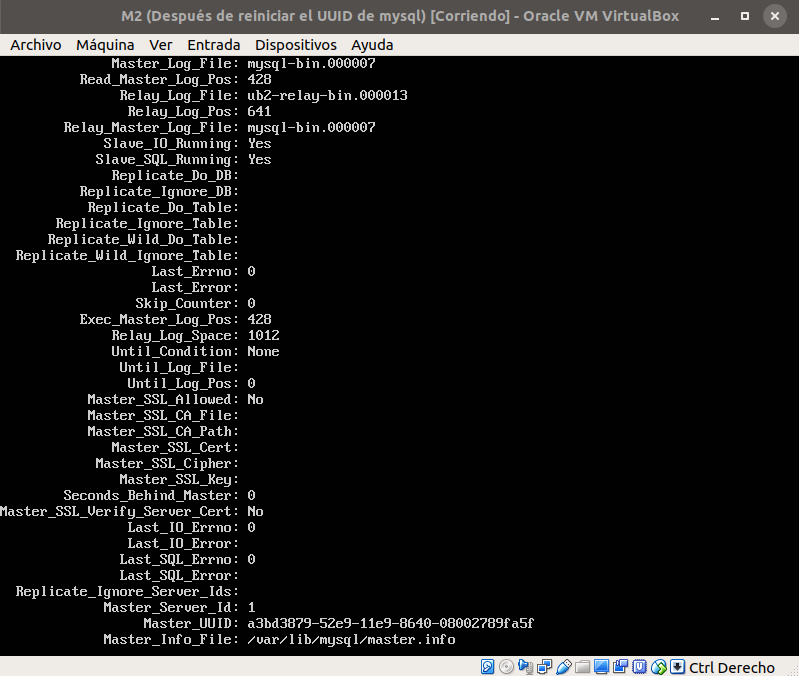 M2 (Después de reiniciar el UUID de mysql) [Corriendo] - Oracle VM VirtualBox
Archivo Máquina Ver Entrada Dispositivos Ayuda
Master_Log_File: mysql-bin.000007
Read_Master_Log_Pos: 428
Relay_Log_File: ub2-relay-bin.000013
Relay_Log_Pos: 641
Relay_Master_Log_File: mysql-bin.000007
Slave_IO_Running: Yes
Slave_SQL_Running: Yes
Replicate_Do_DB:
Replicate_Ignore_DB:
Replicate_Do_Table:
Replicate_Ignore_Table:
Replicate_Wild_Do_Table:
Replicate_Wild_Ignore_Table:
Last_Errno: 0
Last_Error:
Skip_Counter: 0
Exec_Master_Log_Pos: 428
Relay_Log_Space: 1012
Until_Condition: None
Until_Log_File:
Until_Log_Pos: 0
Master_SSL_Allowed: No
Master_SSL_CA_File:
Master_SSL_CA_Path:
Master_SSL_Cert:
Master_SSL_Cipher:
Master_SSL_Key:
Seconds_Behind_Master: 0
Master_SSL_Verify_Server_Cert: No
Last_IO_Errno: 0
Last_IO_Error:
Last_SQL_Errno: 0
Last_SQL_Error:
Replicate_Ignore_Server_Ids:
Master_Server_Id: 1
Master_UUID: a3bd3879-52e9-11e9-8640-08002789fa5f
Master_Info_File: /var/lib/mysql/master.info
Ctrl Derecho